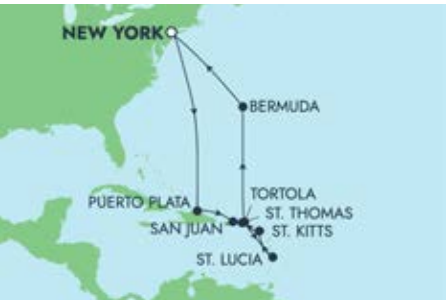 NEW YORK
BERMUDA
PUERTO PLATA
TORTOLA
ST. THOMAS
SAN JUAN
ST. KITTS
ST. LUCIA